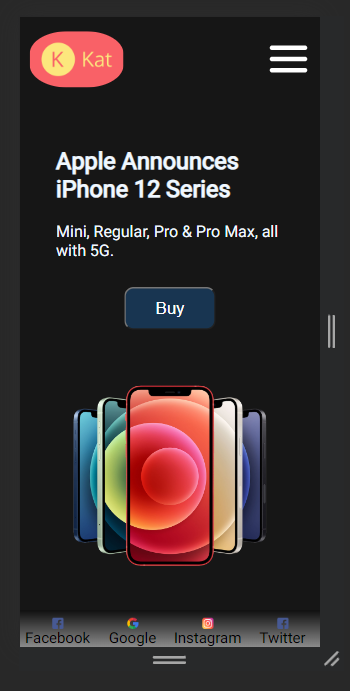 K Kat
Apple Announces
iPhone 12 Series
Mini, Regular, Pro & Pro Max, all
with 5G.
Buy
Facebook Google Instagram Twitter